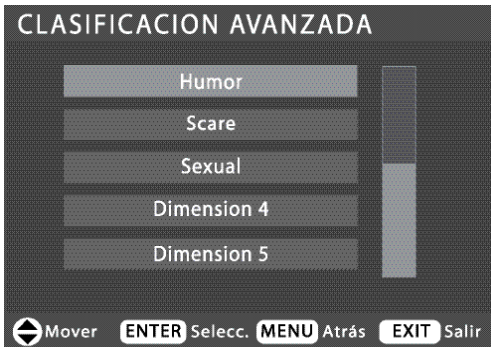 CLASIFICACION AVANZADA
Humor
Scare
Sexual
Dimension 4
Dimension 5
Mover ENTER Selecc. MENU Atrás EXIT Salir